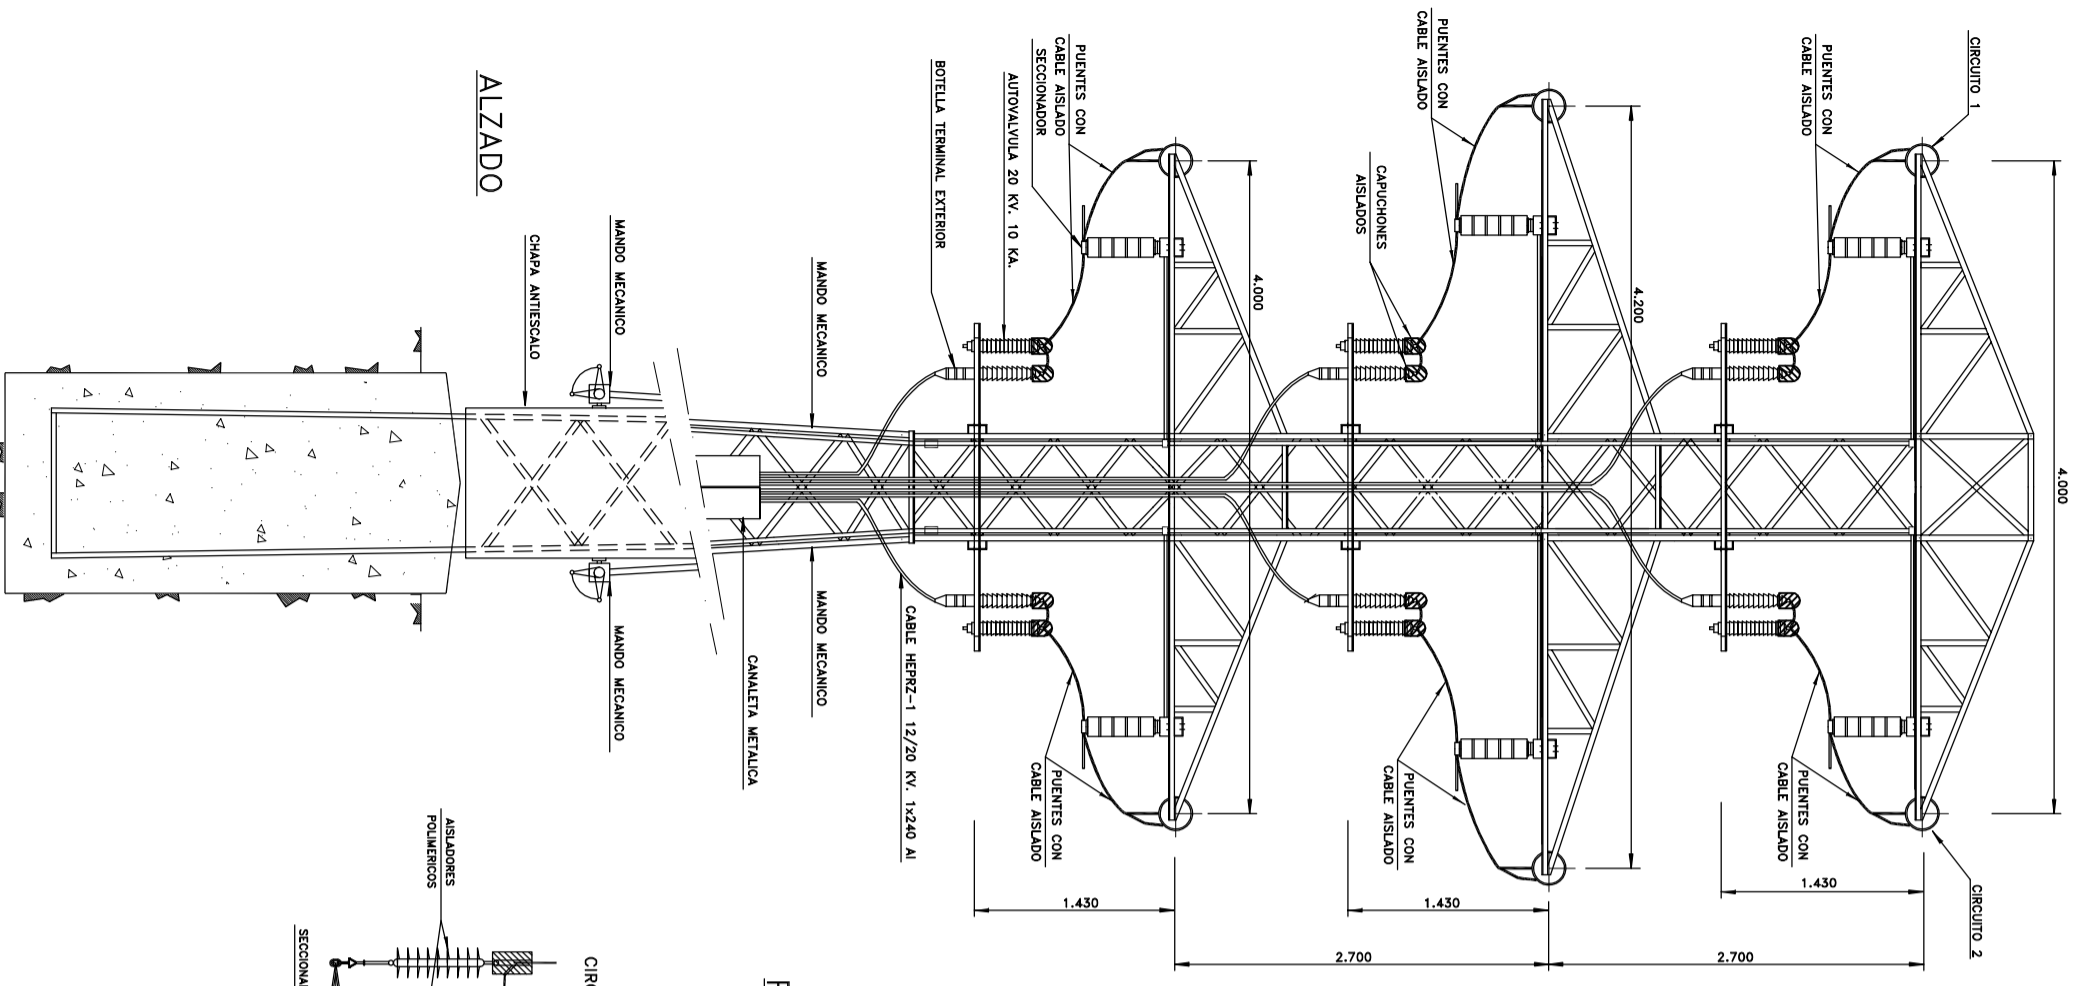 4.000
CIRCUITO 1
CIRCUITO 2
PUENTES CON
CABLE AISLADO
PUENTES CON
CABLE AISLADO
1.430
2.700
4.200
PUENTES CON
CABLE AISLADO
CAPUCHONES
AISLADOS
PUENTES CON
CABLE AISLADO
1.430
2.700
4.000
PUENTES CON
CABLE AISLADO
SECCIONADOR
AUTOVALVULA 20 KV. 10 KA.
BOTELLA TERMINAL EXTERIOR
PUENTES CON
CABLE AISLADO
1.430
CABLE HEPRZ-1 12/20 KV. 1x240 Al
MANDO MECANICO
MANDO MECANICO
CANALETA METALICA
MANDO MECANICO
MANDO MECANICO
CHAPA ANTIESCALO
ALZADO
CIRC
AISLADORES
POLIMERICOS
SECCIONA